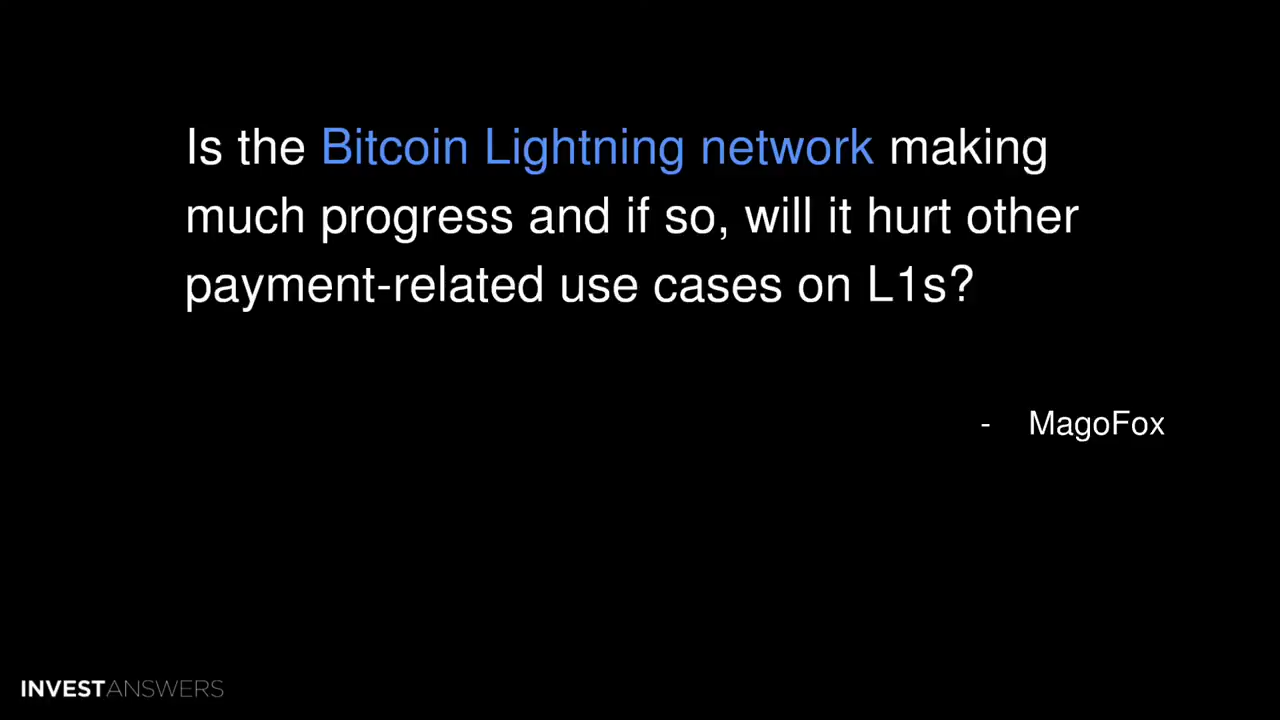 Is the Bitcoin Lightning network making
much progress and if so, will it hurt other
payment-related use cases on L1s?
- MagoFox
INVESTANSWERS